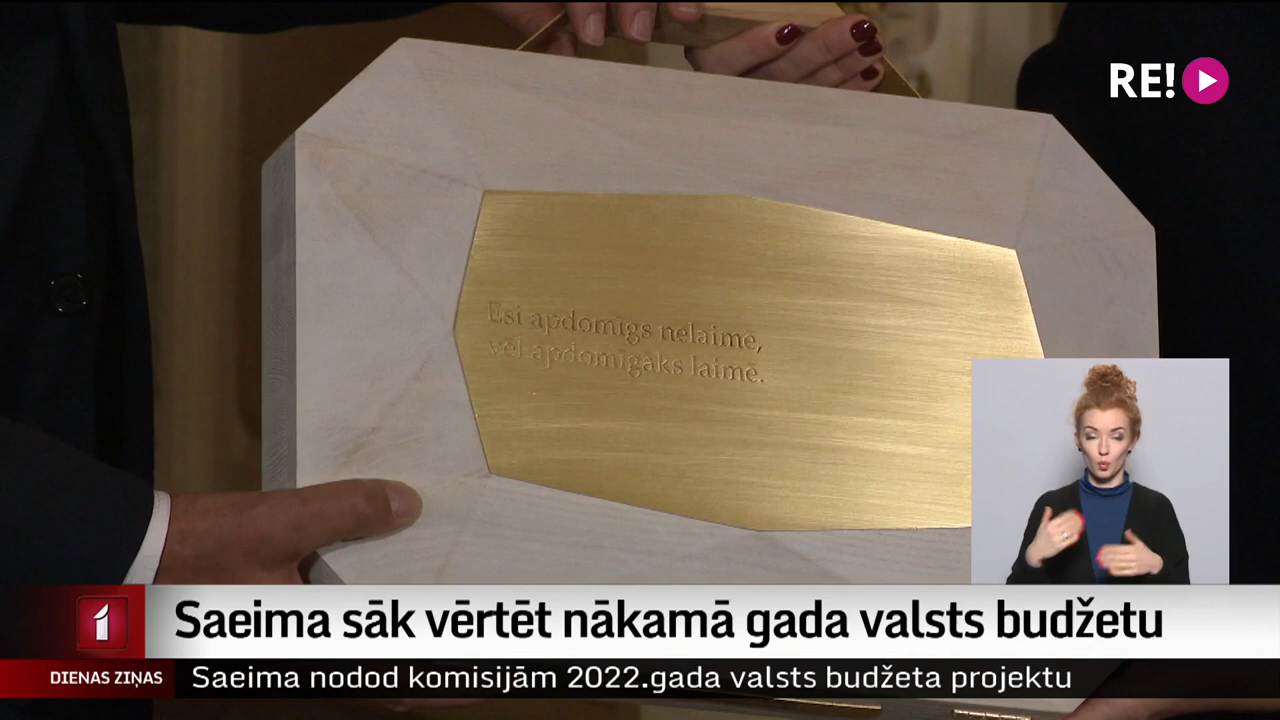 RE!
Esi apdomīgs nelaimē,
vēl apdomīgāks laimē.
1
Saeima sāk vērtēt nākamā gada valsts budžetu
DIENAS ZIŅAS
Saeima nodod komisijām 2022.gada valsts budžeta projektu